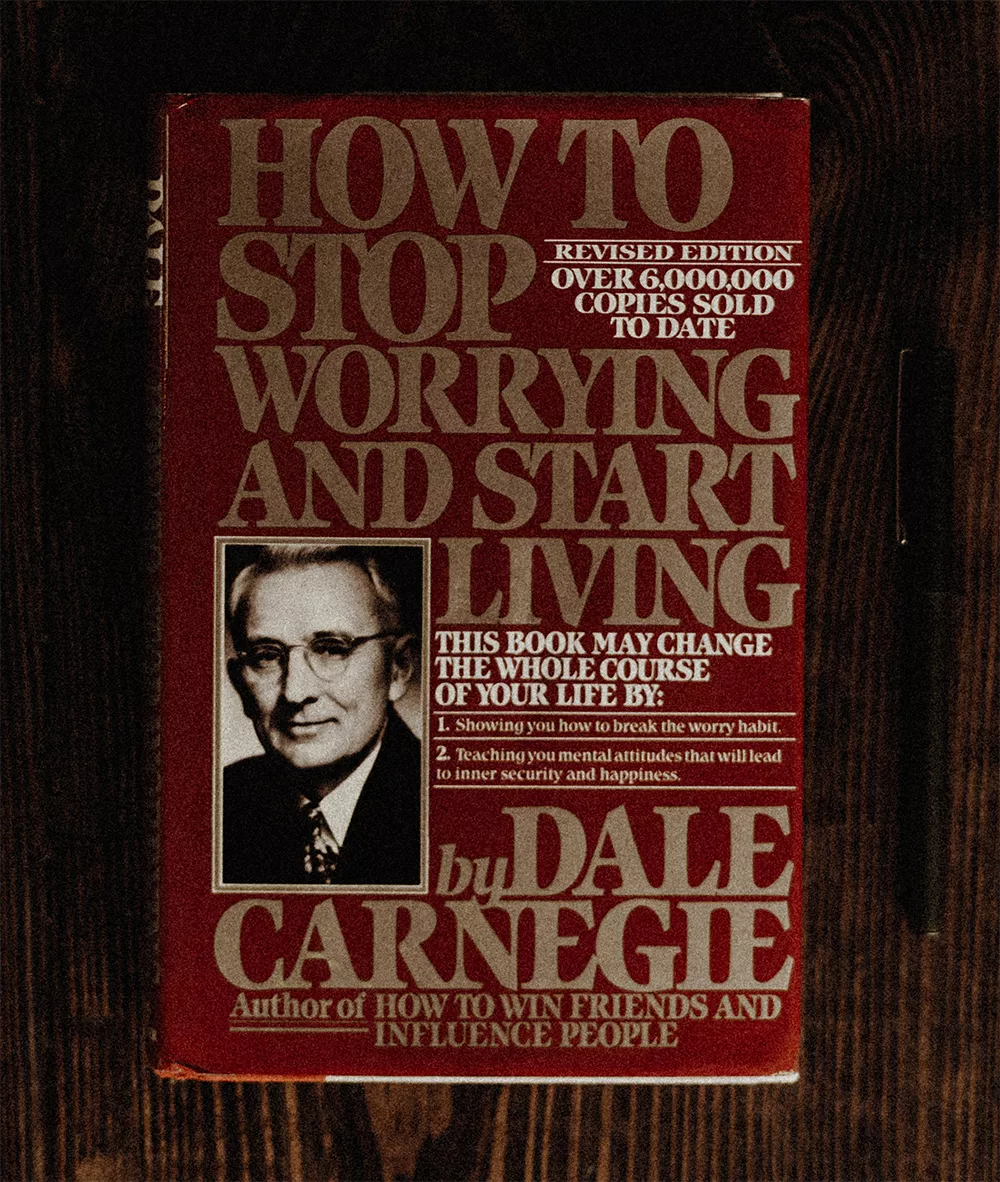 HOW TO
STOP
REVISED EDITION
OVER 6,000,000
COPIES SOLD
TO DATE
WORRYING
AND START
LIVING
THIS BOOK MAY CHANGE
THE WHOLE COURSE
OF YOUR LIFE BY:
1. Showing you how to break the worry habit.
2. Teaching you mental attitudes that will lead
to inner security and happiness.
by DALE
CARNEGIE
Author of HOW TO WIN FRIENDS AND
INFLUENCE PEOPLE